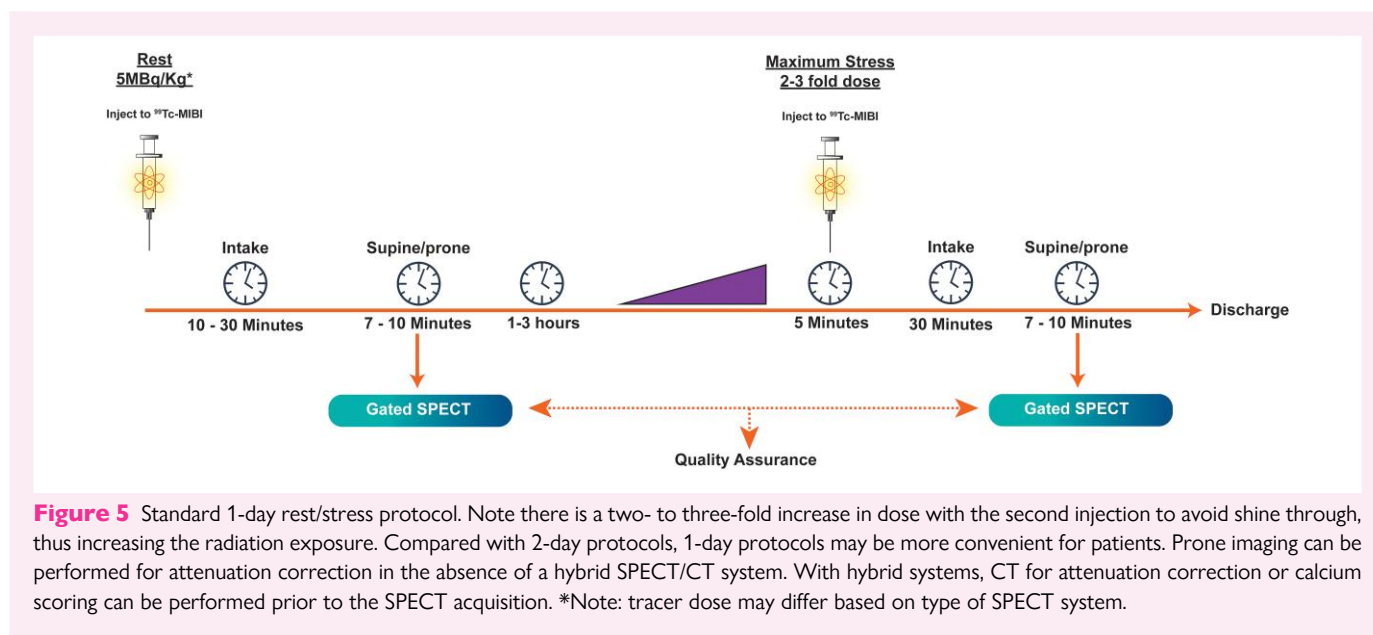 Rest
5MBq/Kg*
Inject to ⁹⁹Tc-MIBI
Maximum Stress
2-3 fold dose
Inject to ⁹⁹Tc-MIBI
Intake
Supine/prone
Intake
Supine/prone
10 - 30 Minutes
7 - 10 Minutes
1-3 hours
5 Minutes
30 Minutes
7 - 10 Minutes
Discharge
Gated SPECT
Gated SPECT
Quality Assurance
Figure 5 Standard 1-day rest/stress protocol. Note there is a two- to three-fold increase in dose with the second injection to avoid shine through,
thus increasing the radiation exposure. Compared with 2-day protocols, 1-day protocols may be more convenient for patients. Prone imaging can be
performed for attenuation correction in the absence of a hybrid SPECT/CT system. With hybrid systems, CT for attenuation correction or calcium
scoring can be performed prior to the SPECT acquisition. *Note: tracer dose may differ based on type of SPECT system.